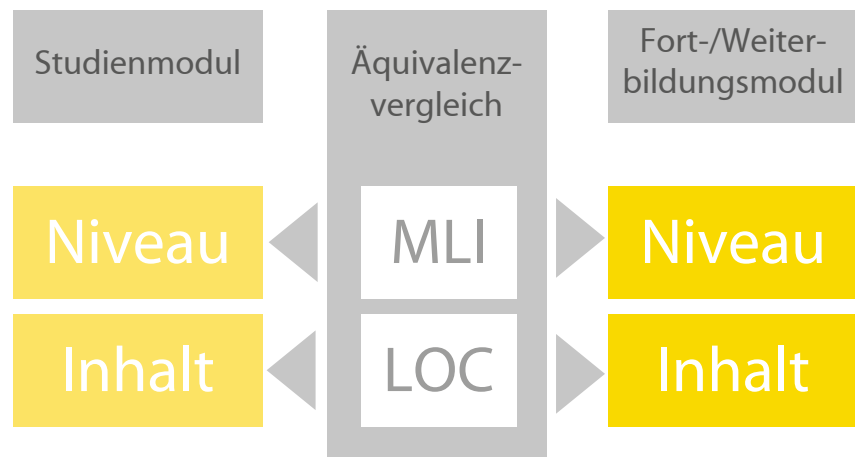 Studienmodul
Äquivalenz-
vergleich
Fort-/Weiter-
bildungsmodul
Niveau
MLI
Niveau
Inhalt
LOC
Inhalt